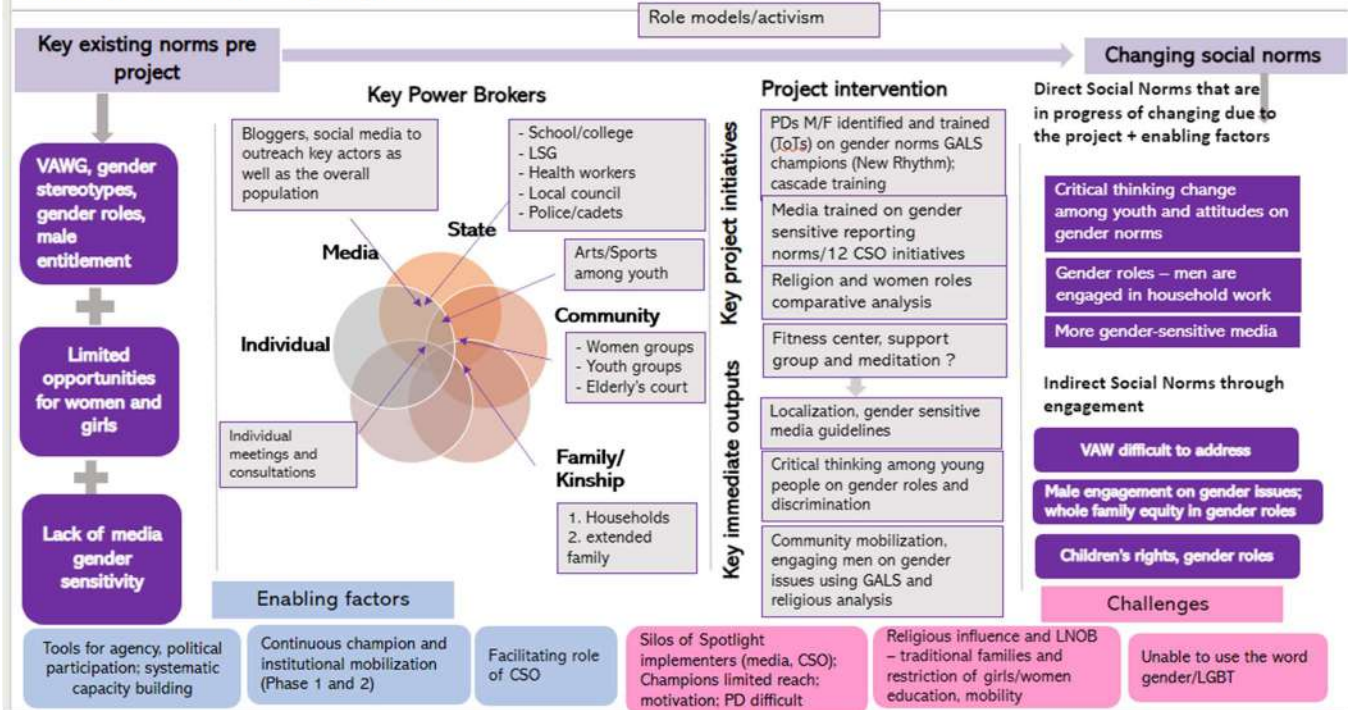 Role models/activism
Key existing norms pre
project
Changing social norms
VAWG, gender
stereotypes,
gender roles,
male
entitlement
Limited
opportunities
for women and
girls
Lack of media
gender
sensitivity
Key Power Brokers
Bloggers, social media to
outreach key actors as
well as the overall
population
- School/college
- LSG
- Health workers
- Local council
- Police/cadets
State
Media
Arts/Sports
among youth
Community
Individual
- Women groups
- Youth groups
- Elderly's court
Individual
meetings and
consultations
Family/
Kinship
1. Households
2. extended
family
Project intervention
Key project initiatives
PDs M/F identified and trained
(ToTs) on gender norms GALS
champions (New Rhythm);
cascade training
Media trained on gender
sensitive reporting
norms/12 CSO initiatives
Religion and women roles
comparative analysis
Fitness center, support
group and meditation ?
Key immediate outputs
Localization, gender sensitive
media guidelines
Critical thinking among young
people on gender roles and
discrimination
Community mobilization,
engaging men on gender
issues using GALS and
religious analysis
Direct Social Norms that are
in progress of changing due to
the project + enabling factors
Critical thinking change
among youth and attitudes on
gender norms
Gender roles – men are
engaged in household work
More gender-sensitive media
Indirect Social Norms through
engagement
VAW difficult to address
Male engagement on gender issues;
whole family equity in gender roles
Children's rights, gender roles
Enabling factors
Tools for agency, political
participation; systematic
capacity building
Continuous champion and
institutional mobilization
(Phase 1 and 2)
Facilitating role
of CSO
Challenges
Silos of Spotlight
implementers (media, CSO);
Champions limited reach;
motivation; PD difficult
Religious influence and LNOB
– traditional families and
restriction of girls/women
education, mobility
Unable to use the word
gender/LGBT